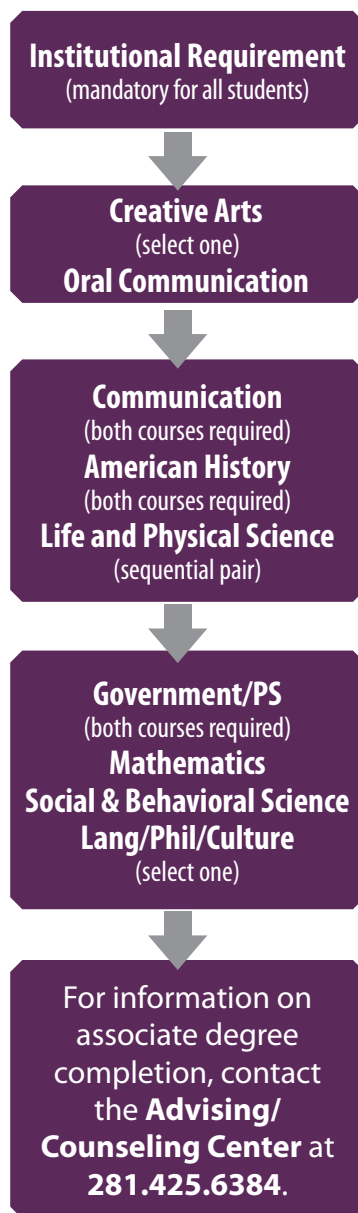 Institutional Requirement
(mandatory for all students)
Creative Arts
(select one)
Oral Communication
Communication
(both courses required)
American History
(both courses required)
Life and Physical Science
(sequential pair)
Government/PS
(both courses required)
Mathematics
Social & Behavioral Science
Lang/Phil/Culture
(select one)
For information on
associate degree
completion, contact
the Advising/
Counseling Center at
281.425.6384.